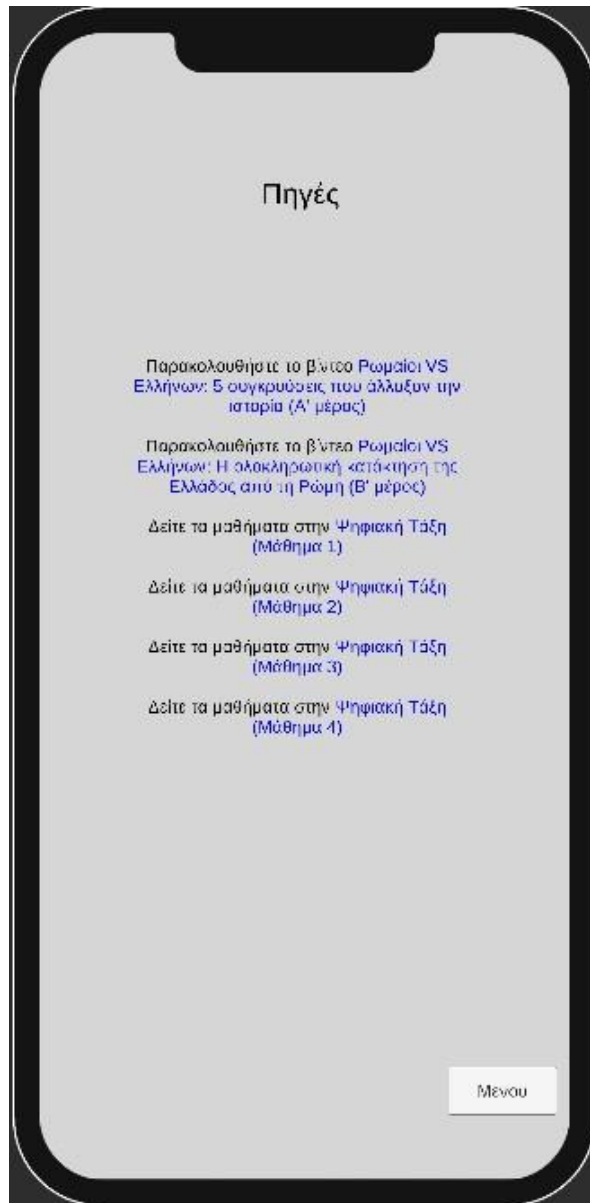 Πηγές
Παρακολουθήστε το βίντεο Ρωμαίοι VS
Ελλήνων: 5 συγκρούσεις που άλλαξαν την
ιστορία (Α' μέρος)
Παρακολουθήστε το βίντεο Ρωμαίοι VS
Ελλήνων: Η ολοκληρωτική κατάκτηση της
Ελλάδος από τη Ρώμη (Β' μέρος)
Δείτε τα μαθήματα στην Ψηφιακή Τάξη
(Μάθημα 1)
Δείτε τα μαθήματα στην Ψηφιακή Τάξη
(Μάθημα 2)
Δείτε τα μαθήματα στην Ψηφιακή Τάξη
(Μάθημα 3)
Δείτε τα μαθήματα στην Ψηφιακή Τάξη
(Μάθημα 4)
Μενου